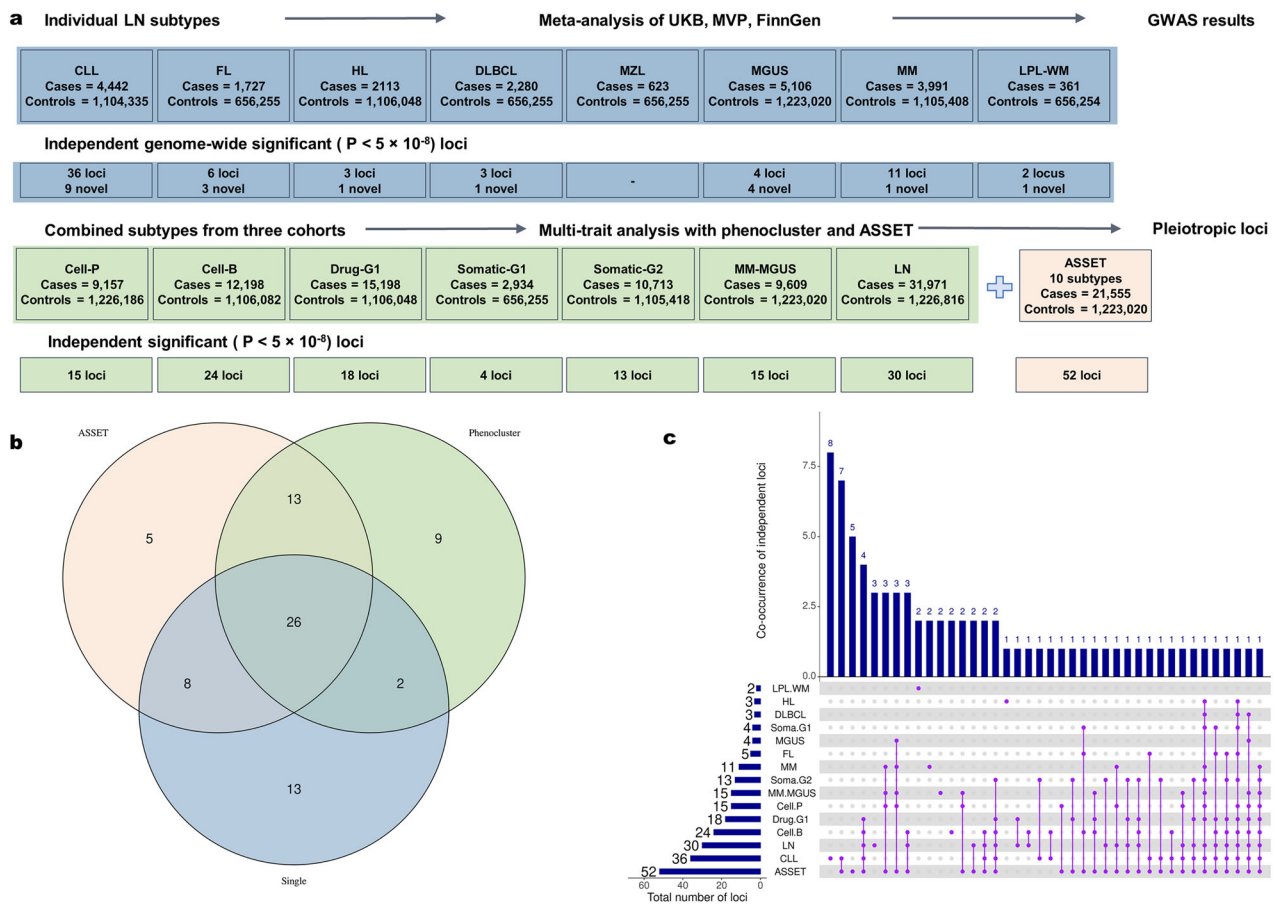 a
Individual LN subtypes
Meta-analysis of UKB, MVP, FinnGen
GWAS results
CLL
Cases = 4,442
Controls = 1,104,335
FL
Cases = 1,727
Controls = 656,255
HL
Cases = 2113
Controls = 1,106,048
DLBCL
Cases = 2,280
Controls = 656,255
MZL
Cases = 623
Controls = 656,255
MGUS
Cases = 5,106
Controls = 1,223,020
MM
Cases = 3,991
Controls = 1,105,408
LPL-WM
Cases = 361
Controls = 656,254
Independent genome-wide significant ( P < 5 × 10-8) loci
36 loci
9 novel
6 loci
3 novel
3 loci
1 novel
3 loci
1 novel
-
4 loci
4 novel
11 loci
1 novel
2 locus
1 novel
Combined subtypes from three cohorts
Multi-trait analysis with phenocluster and ASSET
Pleiotropic loci
Cell-P
Cases = 9,157
Controls = 1,226,186
Cell-B
Cases = 12,198
Controls = 1,106,082
Drug-G1
Cases = 15,198
Controls = 1,106,048
Somatic-G1
Cases = 2,934
Controls = 656,255
Somatic-G2
Cases = 10,713
Controls = 1,105,418
MM-MGUS
Cases = 9,609
Controls = 1,223,020
LN
Cases = 31,971
Controls = 1,226,816
ASSET
10 subtypes
Cases = 21,555
Controls = 1,223,020
Independent significant ( P < 5 × 10-8) loci
15 loci
24 loci
18 loci
4 loci
13 loci
15 loci
30 loci
52 loci
b
ASSET
Phenocluster
13
5
9
26
8
2
13
Single
c
Co-occurrence of independent loci
7.5
5.0
2.5
0.0
8 7 5 4 3 3 3 3 2 2 2 2 2 2 2 2 1 1 1 1 1 1 1 1 1 1 1 1 1 1 1 1 1 1 1 1 1 1 1 1
2 LPL.WM
3 HL
3 DLBCL
4 Soma.G1
4 MGUS
5 FL
11 MM
13 Soma.G2
15 MM.MGUS
15 Cell.P
18 Drug.G1
24 Cell.B
30 LN
36 CLL
52 ASSET
60 40 20 0
Total number of loci